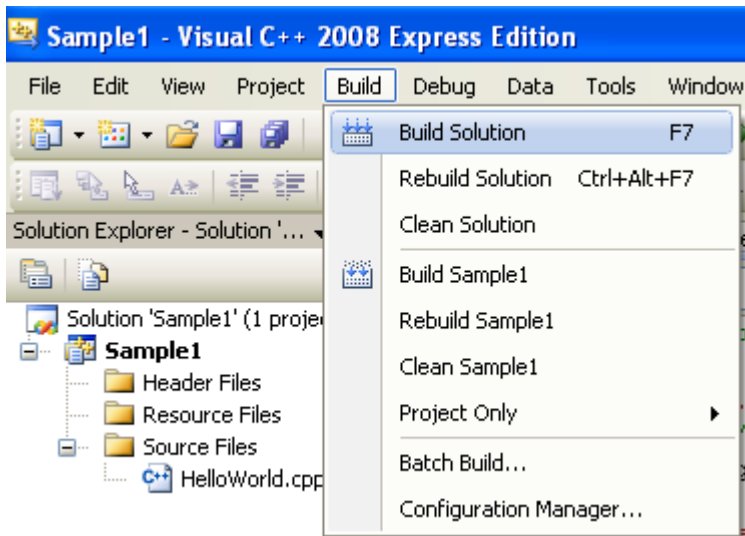 Sample1 - Visual C++ 2008 Express Edition
File Edit View Project Build Debug Data Tools Window
Build Solution F7
Rebuild Solution Ctrl+Alt+F7
Solution Explorer - Solution '...
Clean Solution
Build Sample1
Solution 'Sample1' (1 proje
Rebuild Sample1
Sample1
Clean Sample1
Header Files
Resource Files
Project Only
Source Files
Batch Build...
C++ HelloWorld.cpp
Configuration Manager...